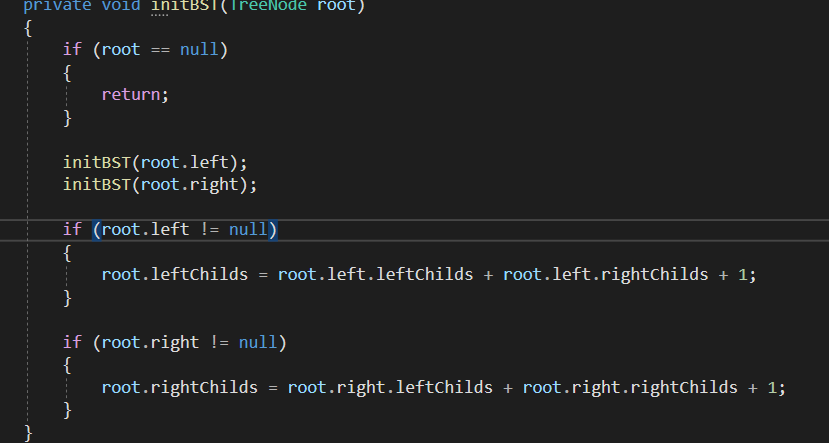 private void initBST(TreeNode root)
{
if (root == null)
{
return;
}
initBST(root.left);
initBST(root.right);
if (root.left != null)
{
root.leftChilds = root.left.leftChilds + root.left.rightChilds + 1;
}
if (root.right != null)
{
root.rightChilds = root.right.leftChilds + root.right.rightChilds + 1;
}
}